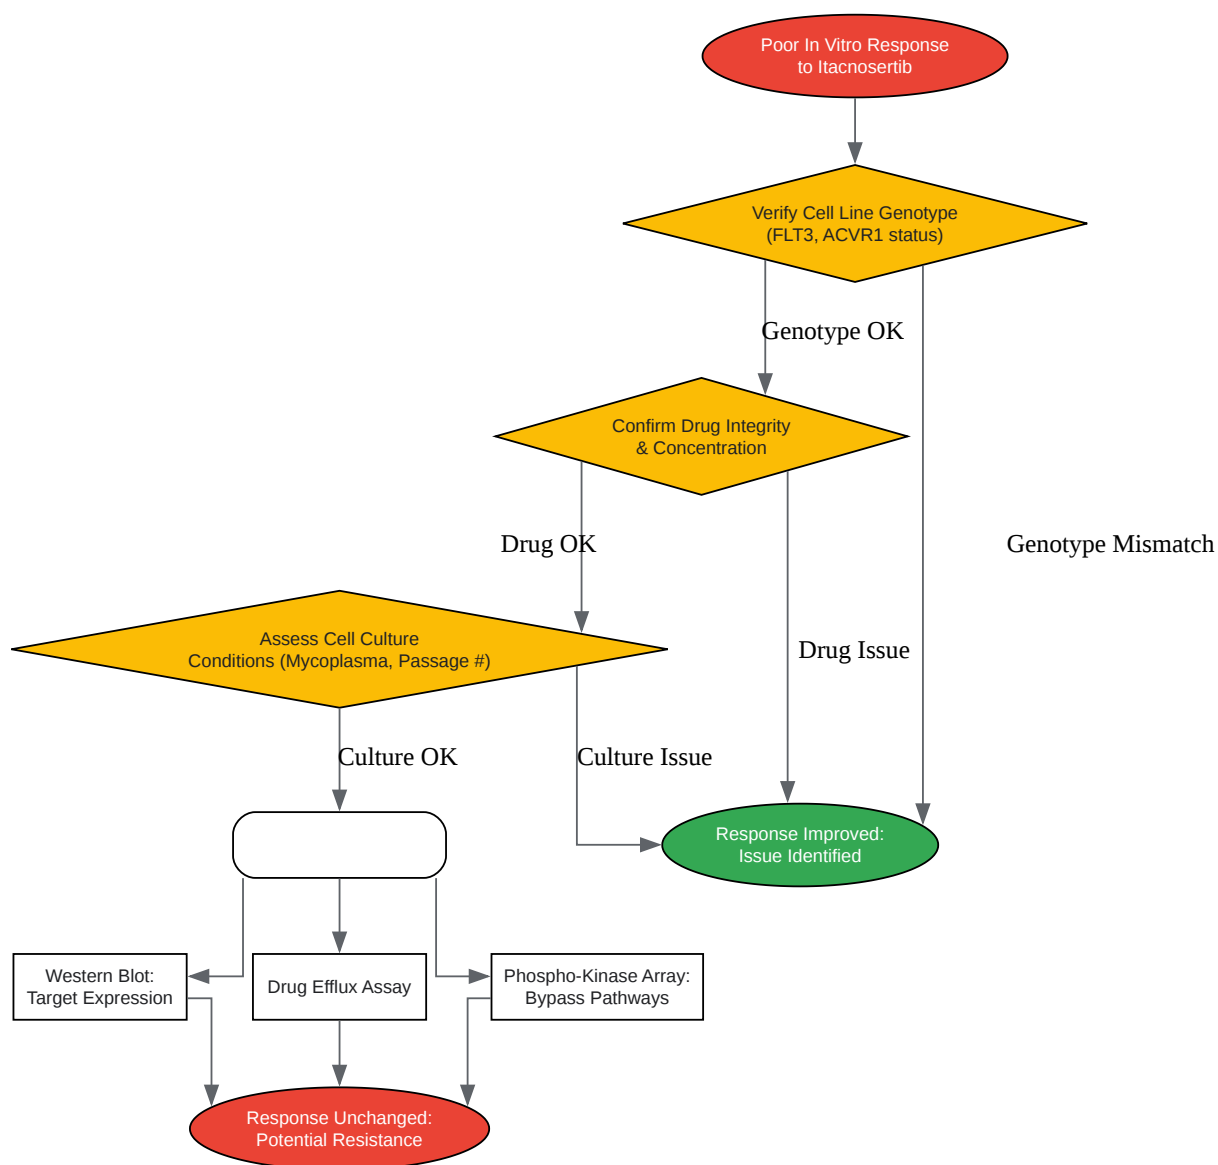 Poor In Vitro Response
to Itacnosertib
Verify Cell Line Genotype
(FLT3, ACVR1 status)
Genotype OK
Confirm Drug Integrity
& Concentration
Drug OK
Genotype Mismatch
Assess Cell Culture
Conditions (Mycoplasma, Passage #)
Drug Issue
Culture OK
Culture Issue
Response Improved:
Issue Identified
Western Blot:
Target Expression
Drug Efflux Assay
Phospho-Kinase Array:
Bypass Pathways
Response Unchanged:
Potential Resistance